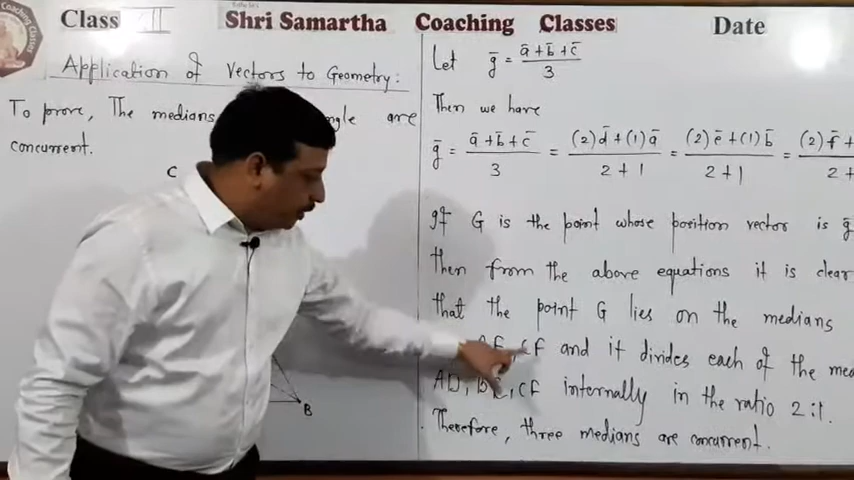 Class XII
Shri Samartha Coaching Classes
Date
Application of vectors to Geometry:
To prove, The medians are
concurrent.
C
B
Let ḡ = ā+b̄+c̄ / 3
Then we have
ḡ = ā+b̄+c̄ / 3 = (2)d̄+(1)ā / 2+1 = (2)ē+(1)b̄ / 2+1 = (2)f̄+ / 2+
If G is the point whose position vector is ḡ
then from the above equations it is clear
that the point G lies on the medians
CF and it divides each of the
AD, BE, CF internally in the ratio 2:1.
Therefore, three medians are concurrent.